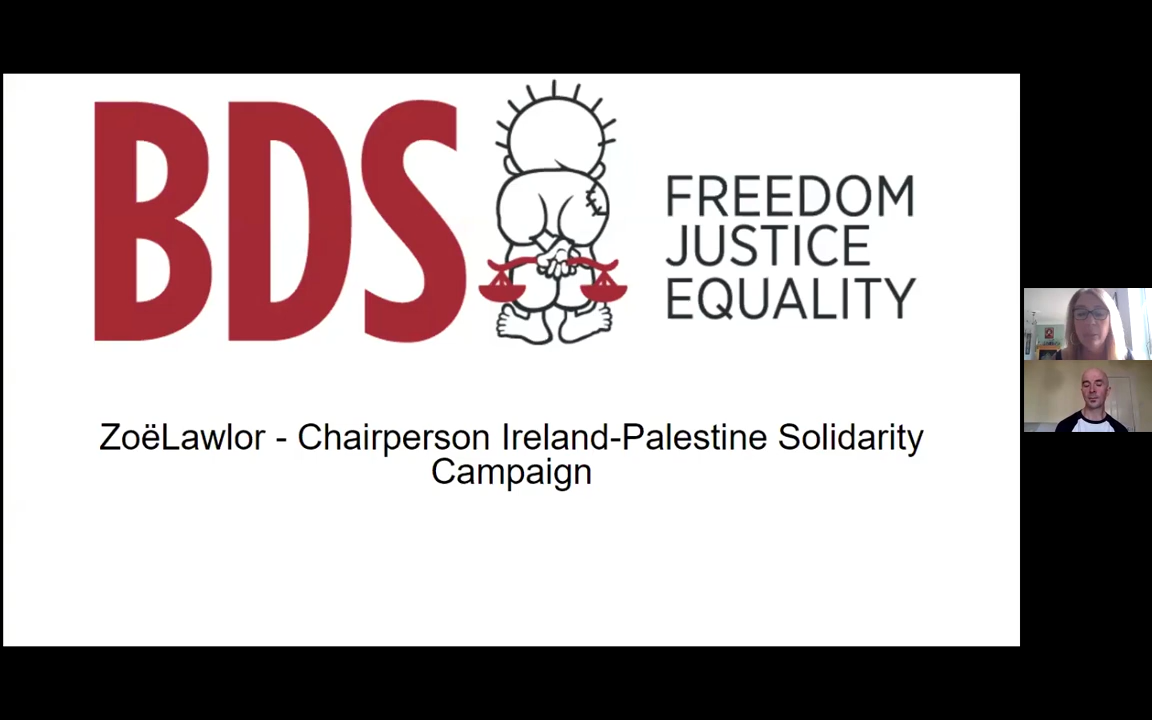 BDS
FREEDOM
JUSTICE
EQUALITY
ZoëLawlor - Chairperson Ireland-Palestine Solidarity
Campaign